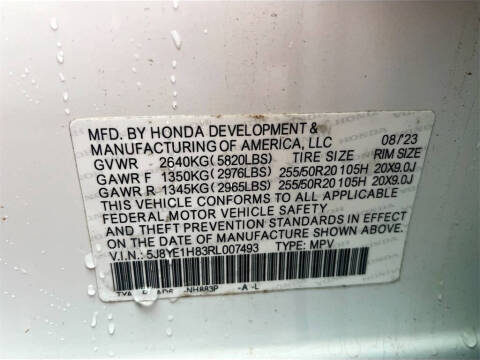 MFD. BY HONDA DEVELOPMENT &
MANUFACTURING OF AMERICA, LLC 08/'23
GVWR 2640KG(5820LBS) TIRE SIZE RIM SIZE
GAWR F 1350KG(2976LBS) 255/50R20 105H 20X9.0J
GAWR R 1345KG(2965LBS) 255/50R20 105H 20X9.0J
THIS VEHICLE CONFORMS TO ALL APPLICABLE
FEDERAL MOTOR VEHICLE SAFETY
AND THEFT PREVENTION STANDARDS IN EFFECT
ON THE DATE OF MANUFACTURE SHOWN ABOVE.
V.I.N.: 5J8YE1H83RL007493 TYPE: MPV
NH883P -A -L